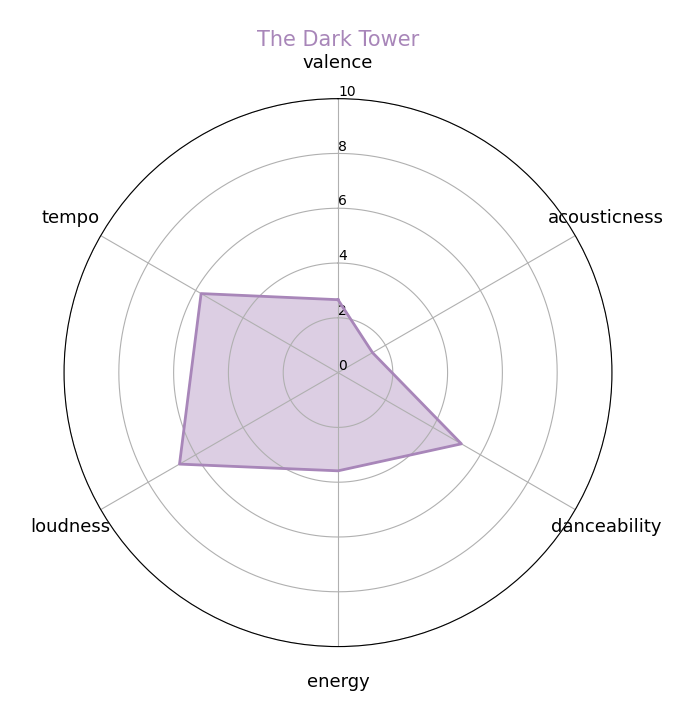 The Dark Tower
valence
10
8
6
4
2
0
tempo
acousticness
loudness
danceability
energy